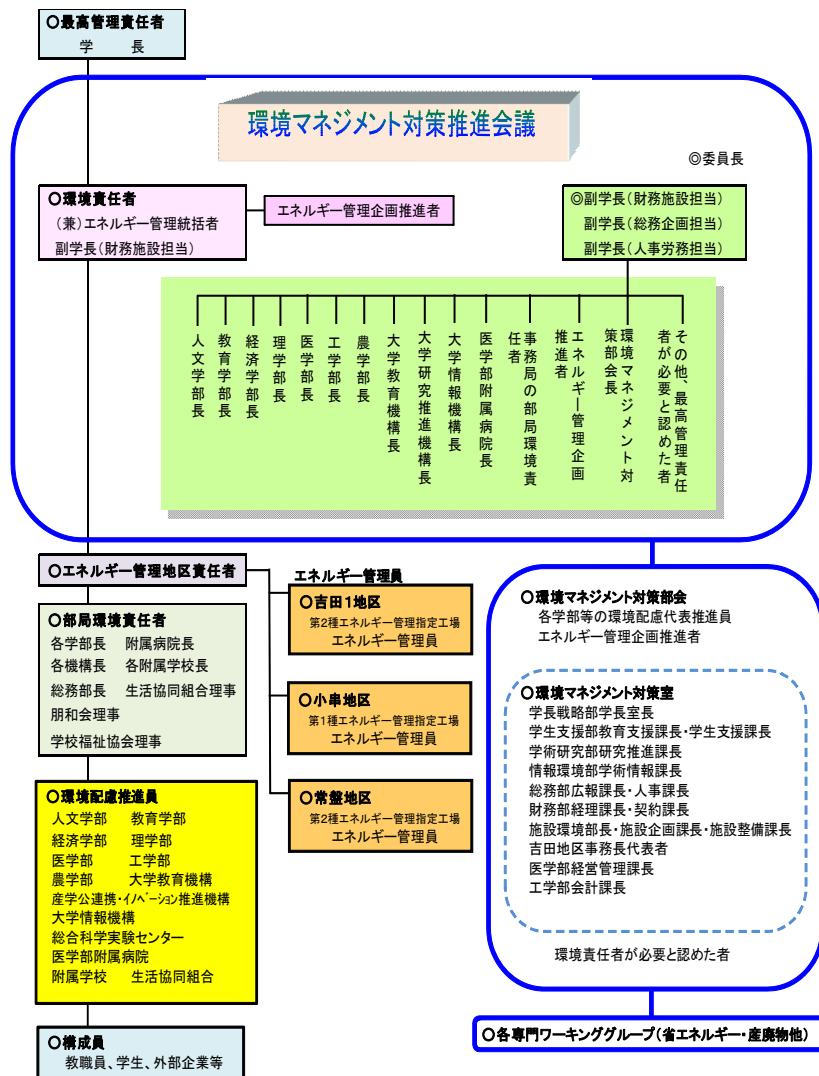 ○最高管理責任者
学　　長
環境マネジメント対策推進会議
◎委員長
○環境責任者
（兼）エネルギー管理統括者
副学長（財務施設担当）
エネルギー管理企画推進者
◎副学長（財務施設担当）
副学長（総務企画担当）
副学長（人事労務担当）
人文学部長
教育学部長
経済学部長
理学部長
医学部長
工学部長
農学部長
大学教育機構長
大学研究推進機構長
大学情報機構長
医学部附属病院長
事務局の部局環境責
任者
エネルギー管理企画
推進者
環境マネジメント対
策部会長
その他、最高管理責任
者が必要と認めた者
○エネルギー管理地区責任者
○部局環境責任者
各学部長　附属病院長
各機構長　各附属学校長
総務部長　生活協同組合理事
朋和会理事
学校福祉協会理事
○環境配慮推進員
人文学部　教育学部
経済学部　理学部
医学部　工学部
農学部　大学教育機構
産学公連携・イノベーション推進機構
大学情報機構
総合科学実験センター
医学部附属病院
附属学校　生活協同組合
○構成員
教職員、学生、外部企業等
エネルギー管理員
○吉田１地区
第2種エネルギー管理指定工場
エネルギー管理員
○小串地区
第1種エネルギー管理指定工場
エネルギー管理員
○常盤地区
第2種エネルギー管理指定工場
エネルギー管理員
○環境マネジメント対策部会
各学部等の環境配慮代表推進員
エネルギー管理企画推進者
○環境マネジメント対策室
学長戦略部学長室長
学生支援部教育支援課長・学生支援課長
学術研究部研究推進課長
情報環境部学術情報課長
総務部広報課長・人事課長
財務部経理課長・契約課長
施設環境部長・施設企画課長・施設整備課長
吉田地区事務長代表者
医学部経営管理課長
工学部会計課長
環境責任者が必要と認めた者
○各専門ワーキンググループ（省エネルギー・産廃物他）